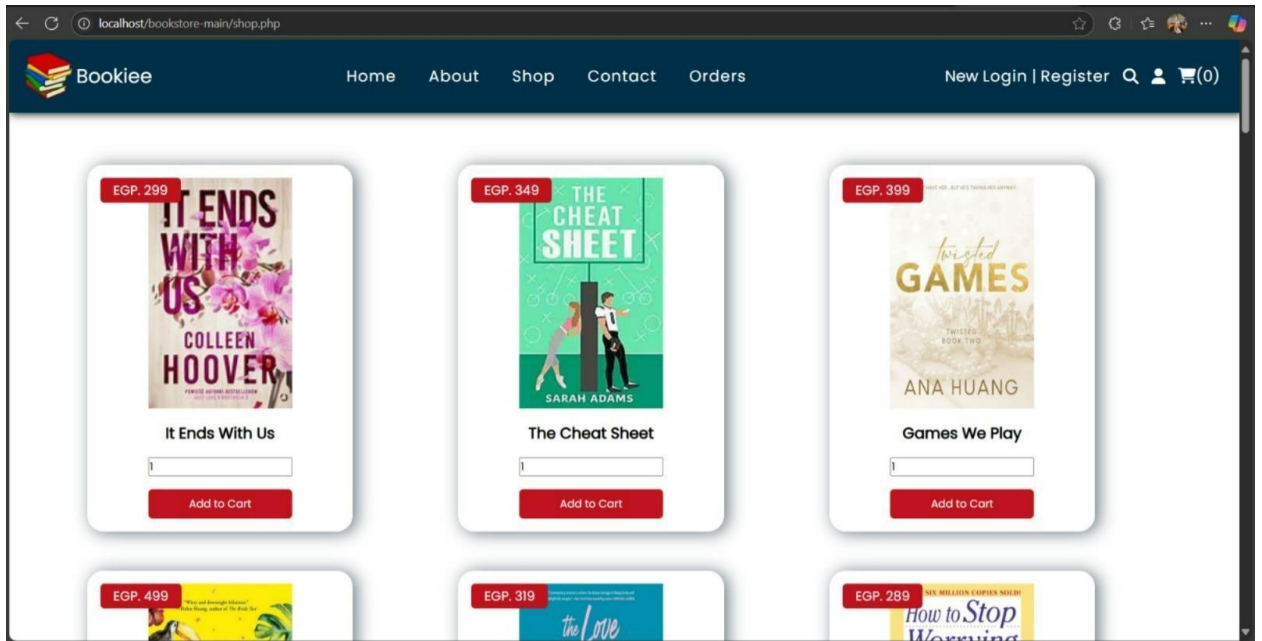 localhost/bookstore-main/shop.php
Bookiee
Home About Shop Contact Orders
New Login | Register (0)
EGP. 299
IT ENDS
WITH
US
COLLEEN
HOOVER
It Ends With Us
1
Add to Cart
EGP. 349
THE
CHEAT
SHEET
SARAH ADAMS
The Cheat Sheet
1
Add to Cart
EGP. 399
twisted
GAMES
TWISTED
BOOK TWO
ANA HUANG
Games We Play
1
Add to Cart
EGP. 499
EGP. 319
the Love
EGP. 289
SIX MILLION COPIES SOLD!
How to Stop
Worrying